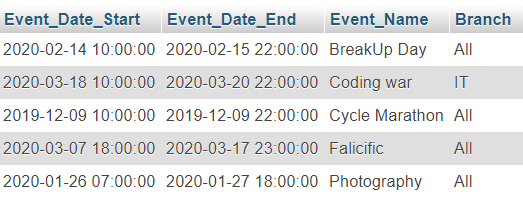 Event_Date_Start Event_Date_End Event_Name Branch
2020-02-14 10:00:00 2020-02-15 22:00:00 BreakUp Day All
2020-03-18 10:00:00 2020-03-20 22:00:00 Coding war IT
2019-12-09 10:00:00 2019-12-09 22:00:00 Cycle Marathon All
2020-03-07 18:00:00 2020-03-17 23:00:00 Falicific All
2020-01-26 07:00:00 2020-01-27 18:00:00 Photography All